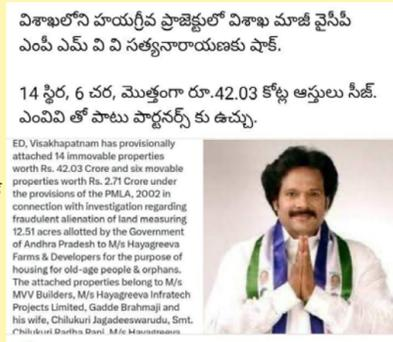 విశాఖలోని హయగ్రీవ ప్రాజెక్టులో విశాఖ మాజీ వైసీపీ
ఎంపీ ఎమ్ వి వి సత్యనారాయణకు షాక్.
14 స్థిర, 6 చర, మొత్తంగా రూ.42.03 కోట్ల ఆస్తులు సీజ్.
ఎంవివి తో పాటు పార్టనర్స్ కు ఉచ్చు.
ED, Visakhapatnam has provisionally
attached 14 immovable properties
worth Rs. 42.03 Crore and six movable
properties worth Rs. 2.71 Crore under
the provisions of the PMLA, 2002 in
connection with investigation regarding
fraudulent alienation of land measuring
12.51 acres allotted by the Government
of Andhra Pradesh to M/s Hayagreeva
Farms & Developers for the purpose of
housing for old-age people & orphans.
The attached properties belong to M/s
MVV Builders, M/s Hayagreeva Infratech
Projects Limited, Gadde Brahmaji and
his wife, Chilukuri Jagadeeswarudu, Smt.
Chilukuri Radha Rani, M/s Hayagreeva